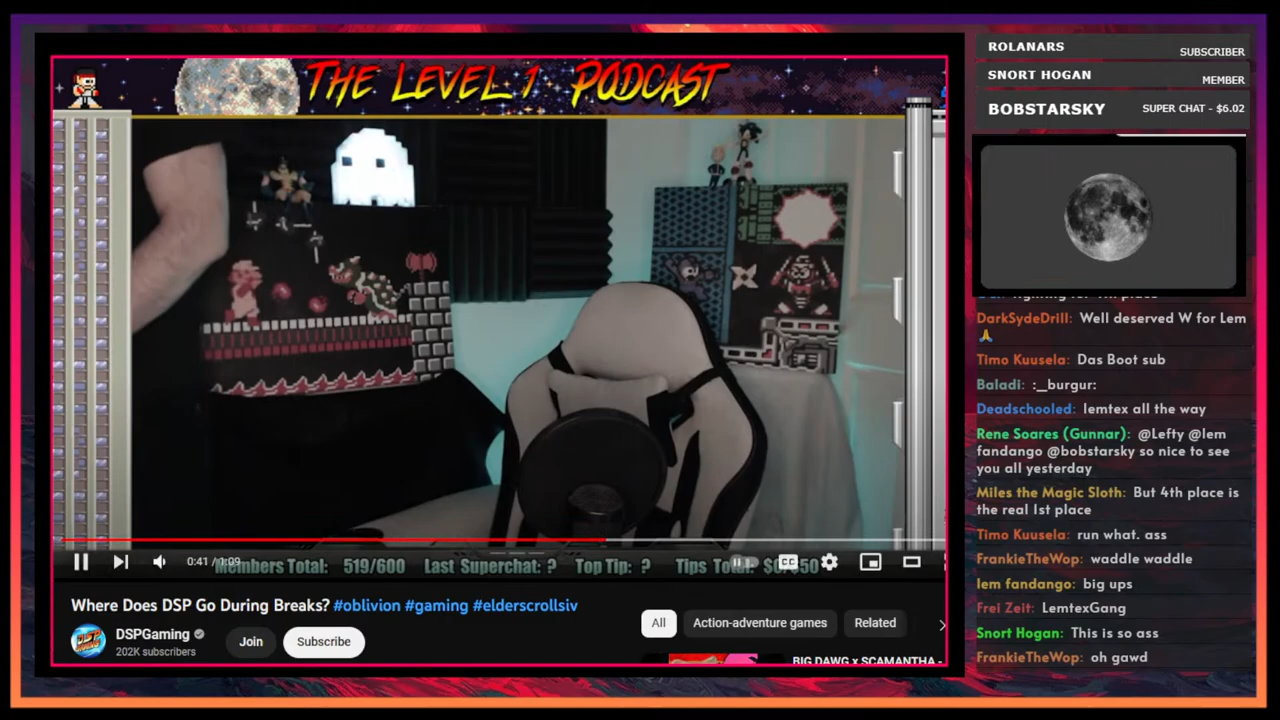 THE LEVEL 1 PODCAST
0:41 / 1:09
Members Total: 519/600 Last Superchat: ? Top Tip: ? Tips
CC
Where Does DSP Go During Breaks? #oblivion #gaming #elderscrollsiv
DSPGaming
202K subscribers
Join
Subscribe
All
Action-adventure games
Related
BIG DAWG x SCAMANTHA -
ROLANARS
SUBSCRIBER
SNORT HOGAN
MEMBER
BOBSTARSKY
SUPER CHAT - $6.02
DarkSydeDrill: Well deserved W for Lem
🙏
Timo Kuusela: Das Boot sub
Baladi: :_burgur:
Deadschooled: lemtex all the way
Rene Soares (Gunnar): @Lefty @lem
fandango @bobstarsky so nice to see
you all yesterday
Miles the Magic Sloth: But 4th place is
the real 1st place
Timo Kuusela: run what. ass
FrankieTheWop: waddle waddle
lem fandango: big ups
Frei Zeit: LemtexGang
Snort Hogan: This is so ass
FrankieTheWop: oh gawd